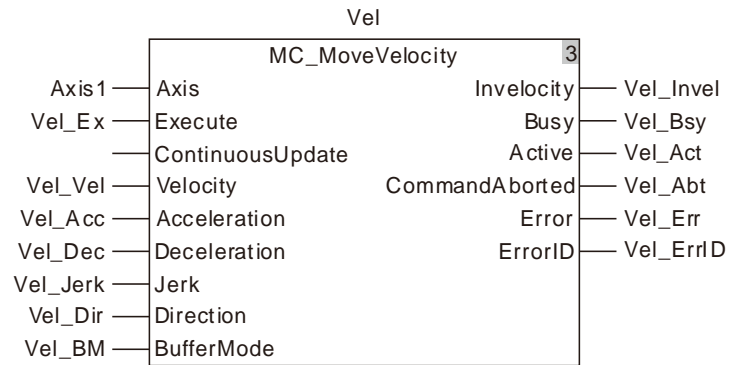 Vel
MC_MoveVelocity 3
Axis1 Axis Invelocity Vel_Invel
Vel_Ex Execute Busy Vel_Bsy
ContinuousUpdate Active Vel_Act
Vel_Vel Velocity CommandAborted Vel_Abt
Vel_Acc Acceleration Error Vel_Err
Vel_Dec Deceleration ErrorID Vel_ErrID
Vel_Jerk Jerk
Vel_Dir Direction
Vel_BM BufferMode